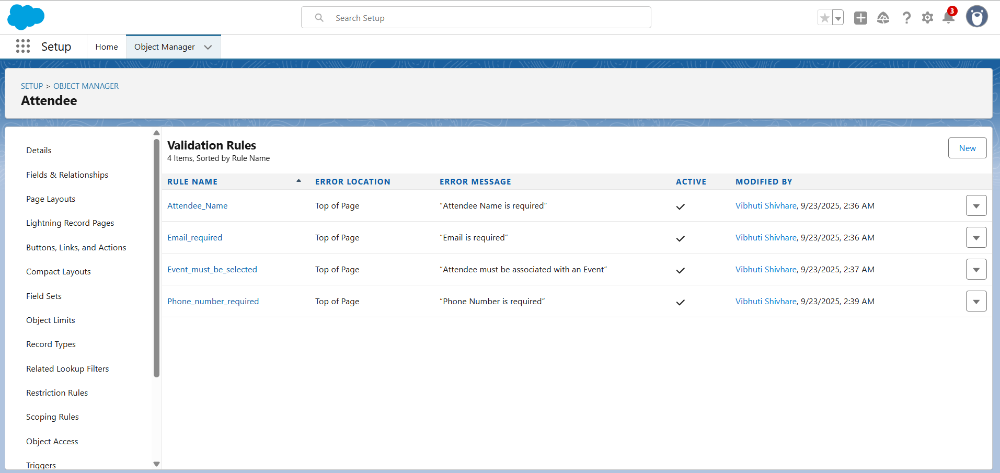 Search Setup
3
Setup
Home
Object Manager
SETUP > OBJECT MANAGER
Attendee
Details
Fields & Relationships
Page Layouts
Lightning Record Pages
Buttons, Links, and Actions
Compact Layouts
Field Sets
Object Limits
Record Types
Related Lookup Filters
Restriction Rules
Scoping Rules
Object Access
Triggers
Validation Rules
4 Items, Sorted by Rule Name
New
RULE NAME ERROR LOCATION ERROR MESSAGE ACTIVE MODIFIED BY
Attendee_Name Top of Page “Attendee Name is required” Vibhuti Shivhare, 9/23/2025, 2:36 AM
Email_required Top of Page “Email is required” Vibhuti Shivhare, 9/23/2025, 2:36 AM
Event_must_be_selected Top of Page “Attendee must be associated with an Event” Vibhuti Shivhare, 9/23/2025, 2:37 AM
Phone_number_required Top of Page “Phone Number is required” Vibhuti Shivhare, 9/23/2025, 2:39 AM